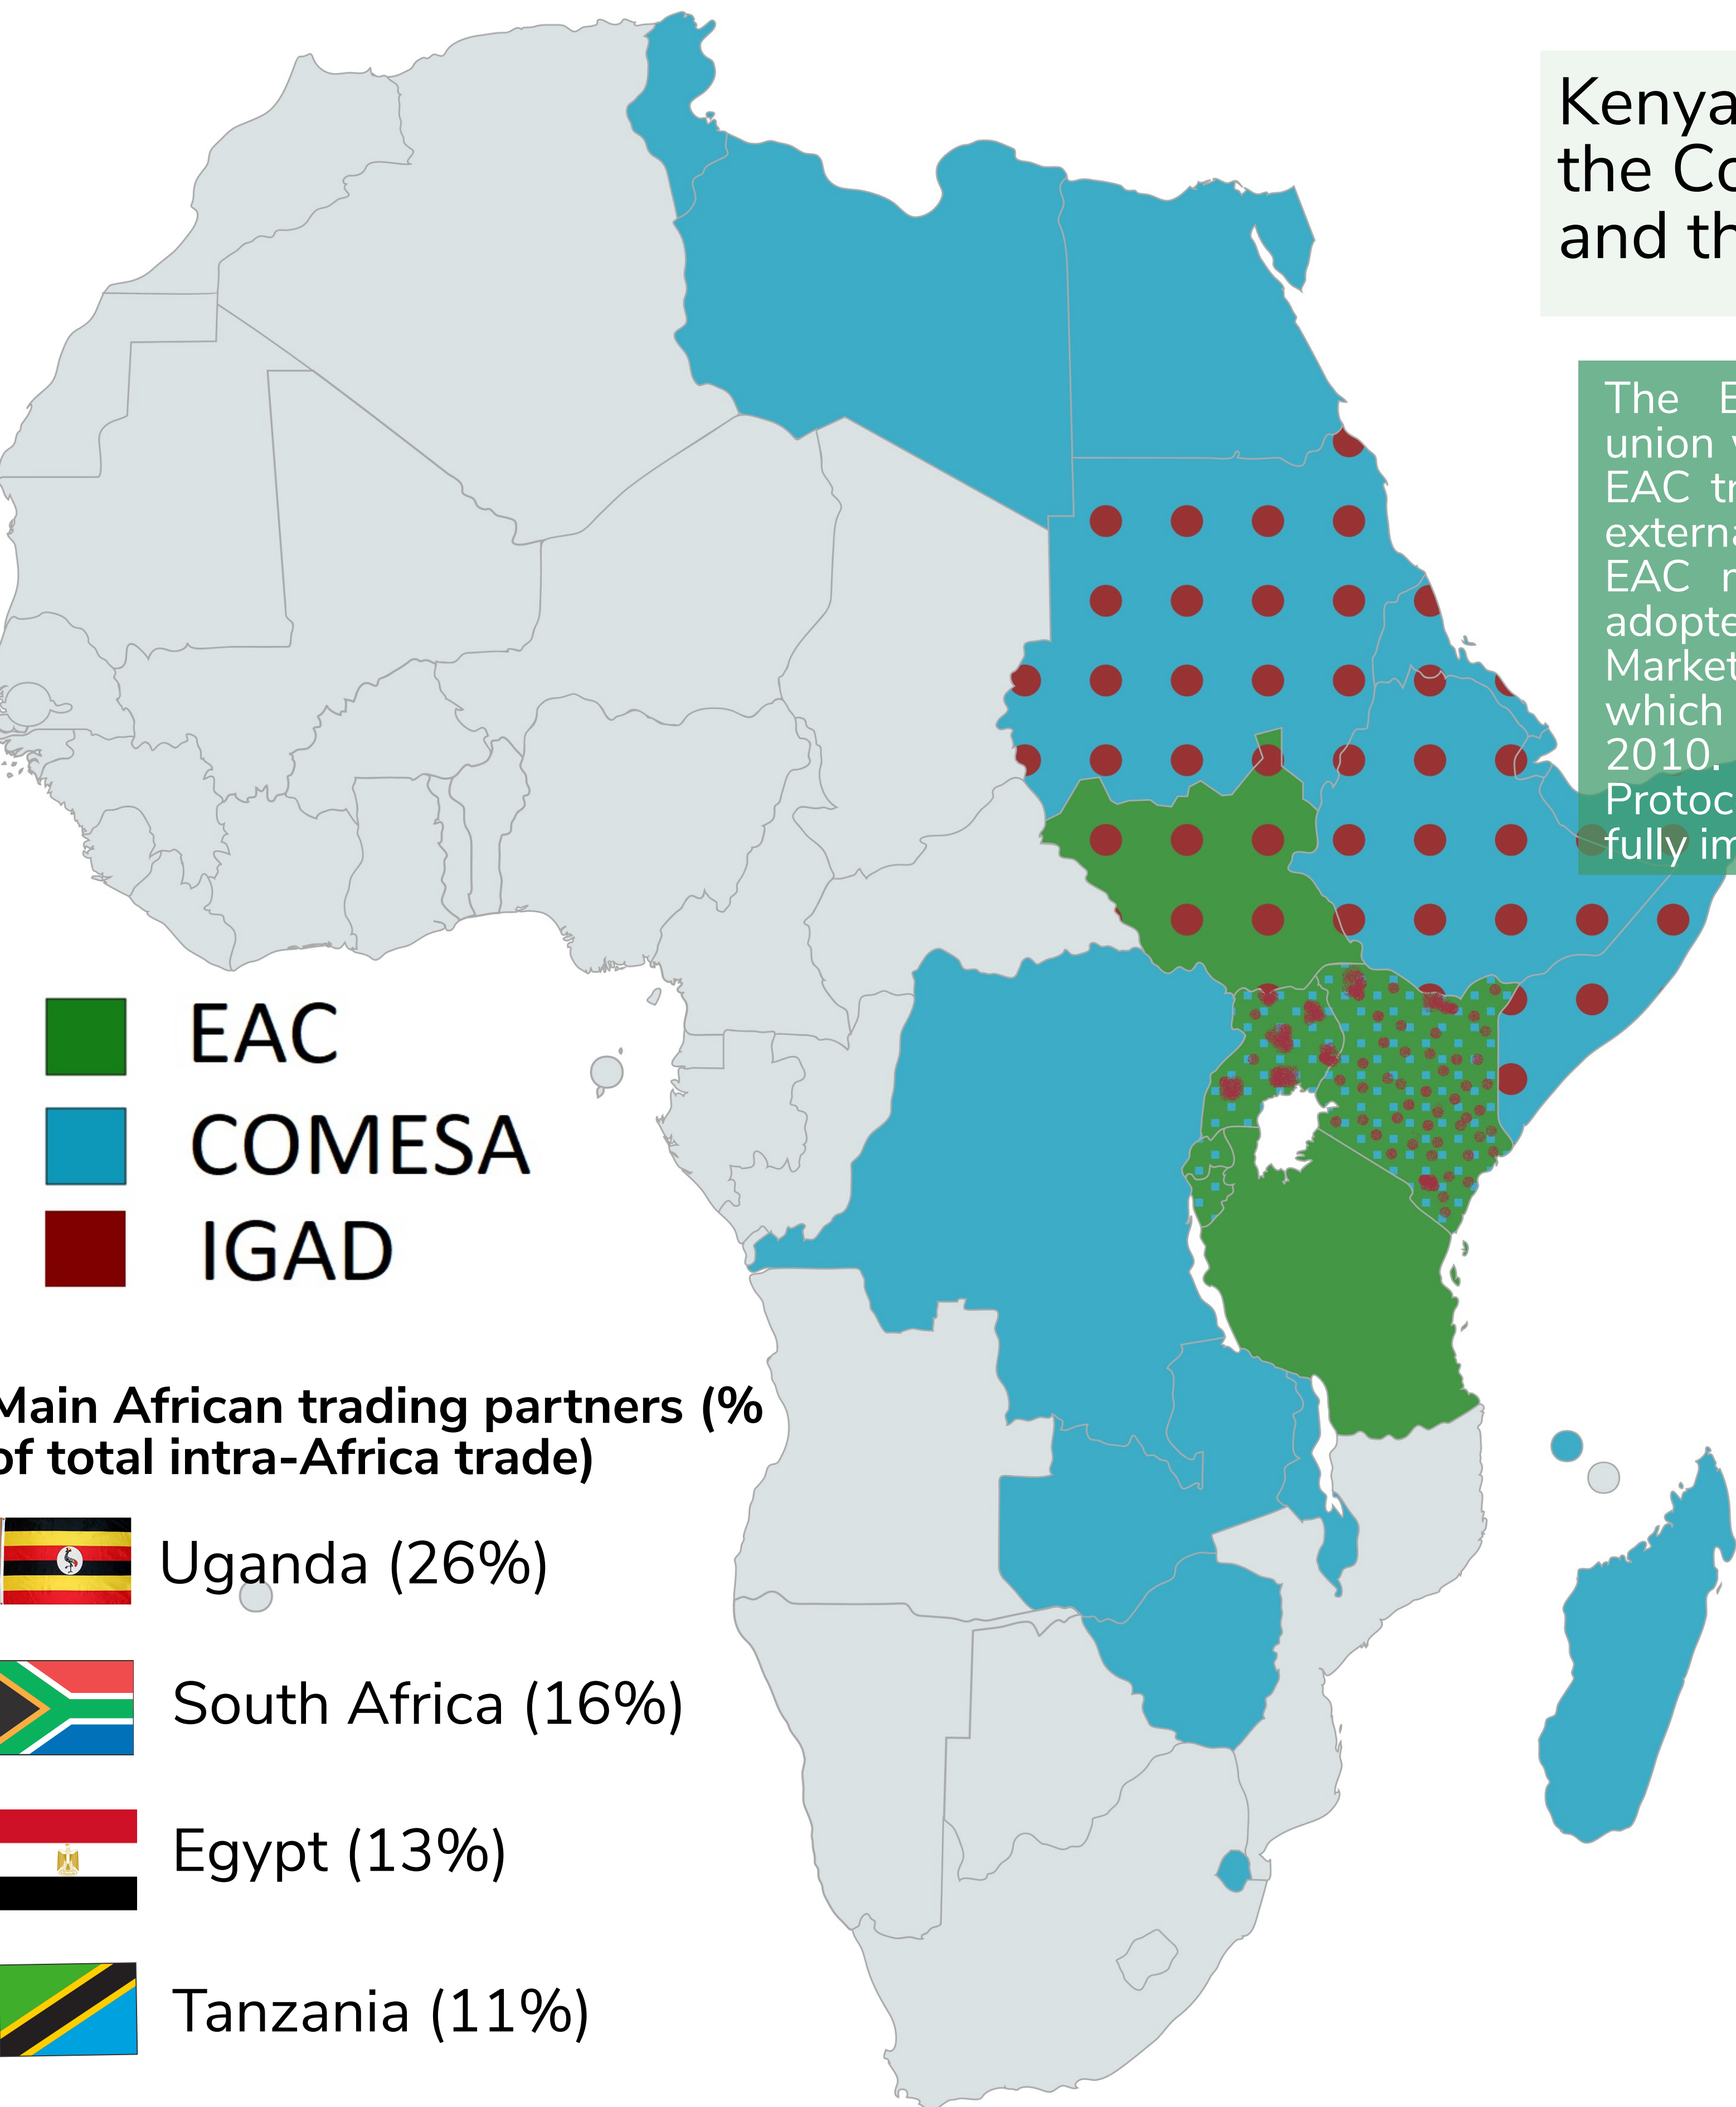 Kenya
the Co
and th
The E
union
EAC tr
externa
EAC
adopte
Market
which
2010.
Protoc
fully im
EAC
COMESA
IGAD
Main African trading partners (%
of total intra-Africa trade)
Uganda (26%)
South Africa (16%)
Egypt (13%)
Tanzania (11%)